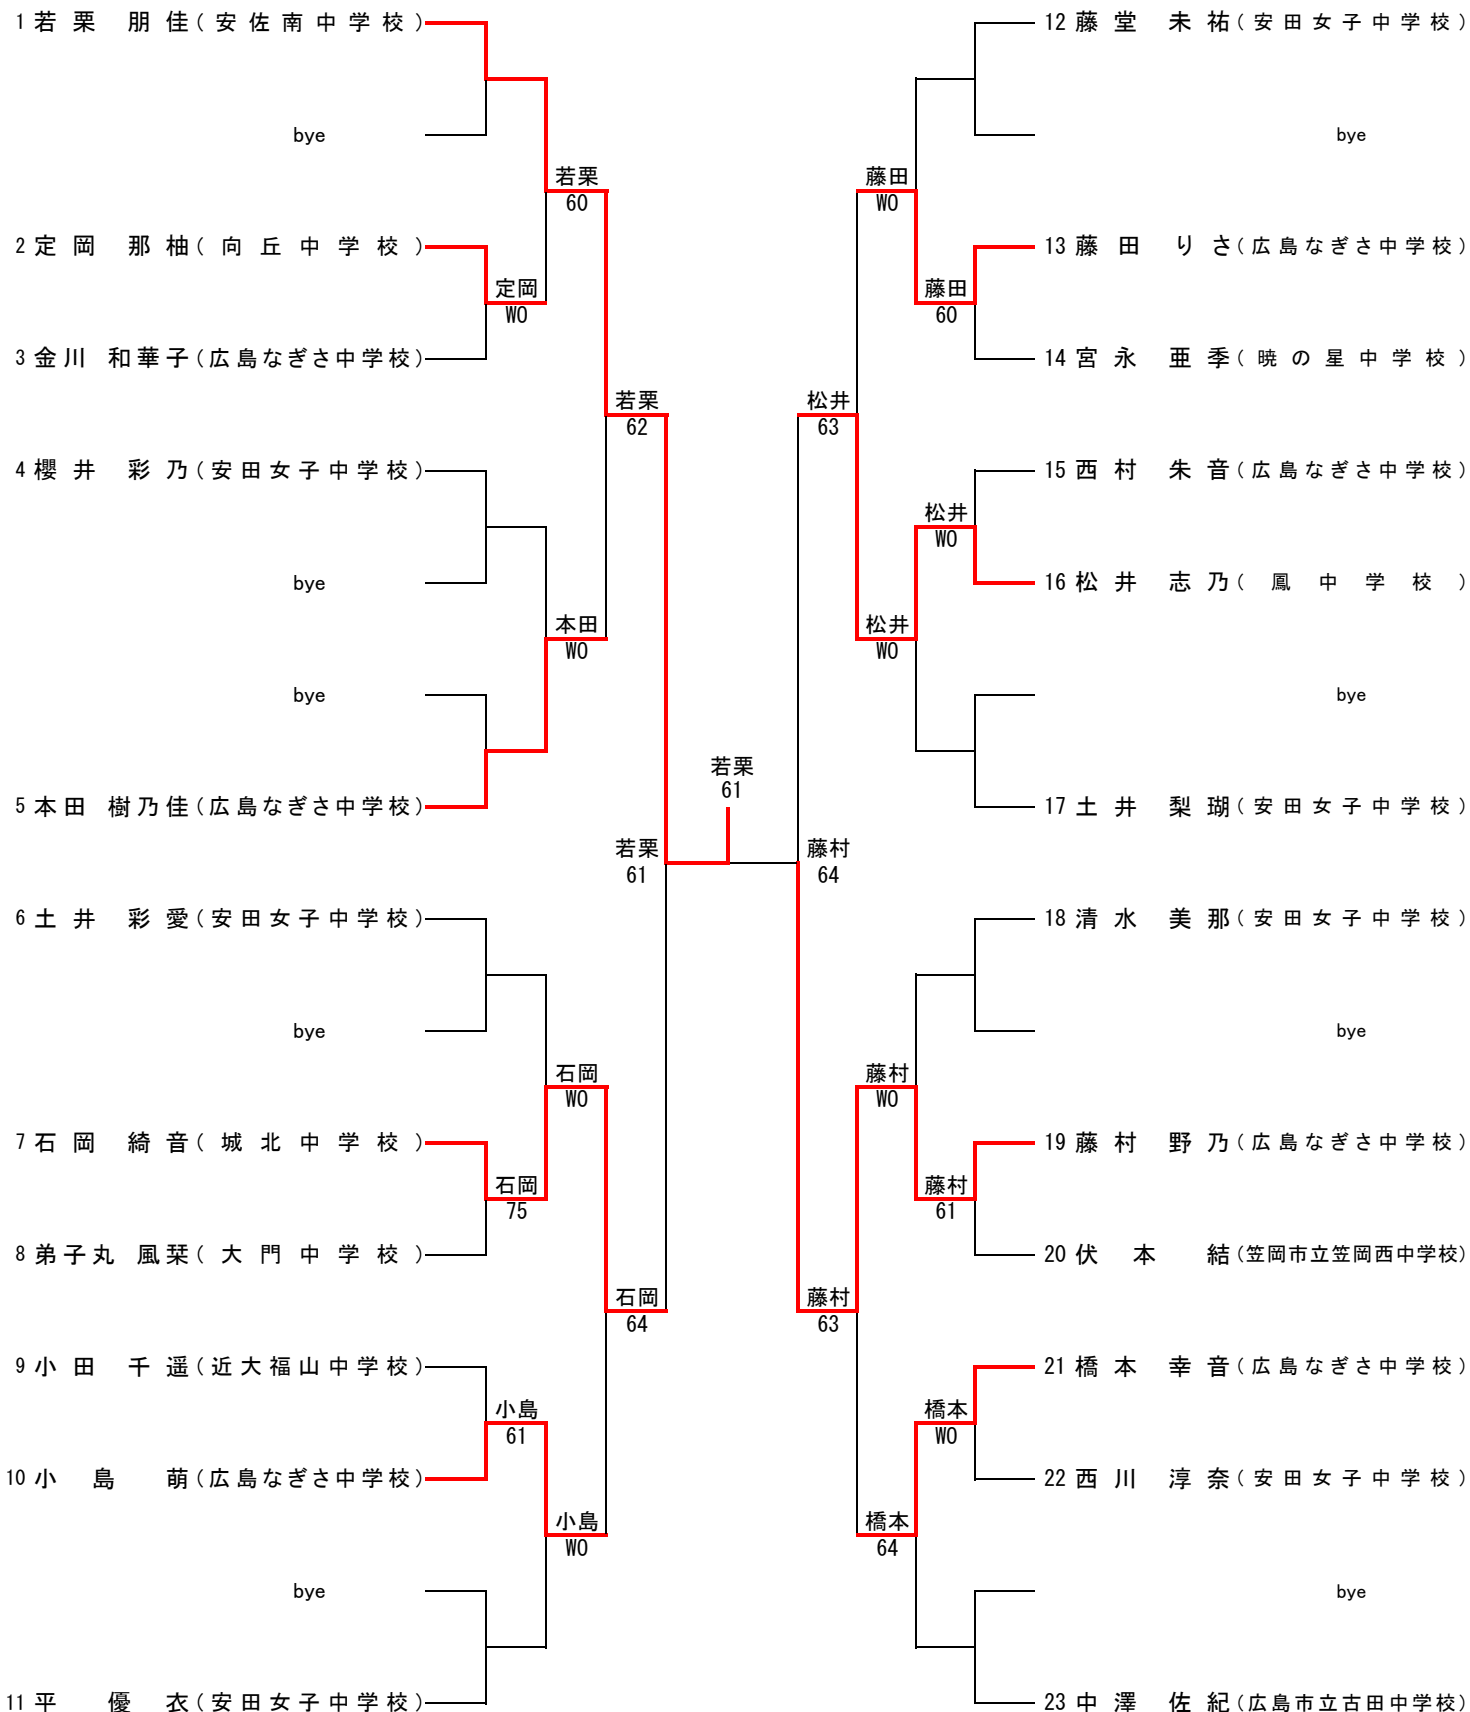 1 若栗 朋佳(安佐南中学校)
bye
若栗
60
2 定岡 那柚(向丘中学校)
定岡
WO
3 金川 和華子(広島なぎさ中学校)
若栗
62
4 櫻井 彩乃(安田女子中学校)
bye
本田
WO
bye
5 本田 樹乃佳(広島なぎさ中学校)
若栗
61
6 土井 彩愛(安田女子中学校)
bye
石岡
WO
7 石岡 綺音(城北中学校)
石岡
75
8 弟子丸 風栞(大門中学校)
石岡
64
9 小田 千遥(近大福山中学校)
小島
61
10 小島 萌(広島なぎさ中学校)
小島
WO
bye
11 平 優衣(安田女子中学校)
若栗
61
12 藤堂 未祐(安田女子中学校)
bye
藤田
WO
13 藤田 りさ(広島なぎさ中学校)
藤田
60
14 宮永 亜季(暁の星中学校)
松井
63
15 西村 朱音(広島なぎさ中学校)
松井
WO
16 松井 志乃(鳳中学校)
松井
WO
bye
17 土井 梨瑚(安田女子中学校)
藤村
64
18 清水 美那(安田女子中学校)
bye
藤村
WO
19 藤村 野乃(広島なぎさ中学校)
藤村
61
20 伏本 結(笠岡市立笠岡西中学校)
藤村
63
21 橋本 幸音(広島なぎさ中学校)
橋本
WO
22 西川 淳奈(安田女子中学校)
橋本
64
bye
23 中澤 佐紀(広島市立古田中学校)